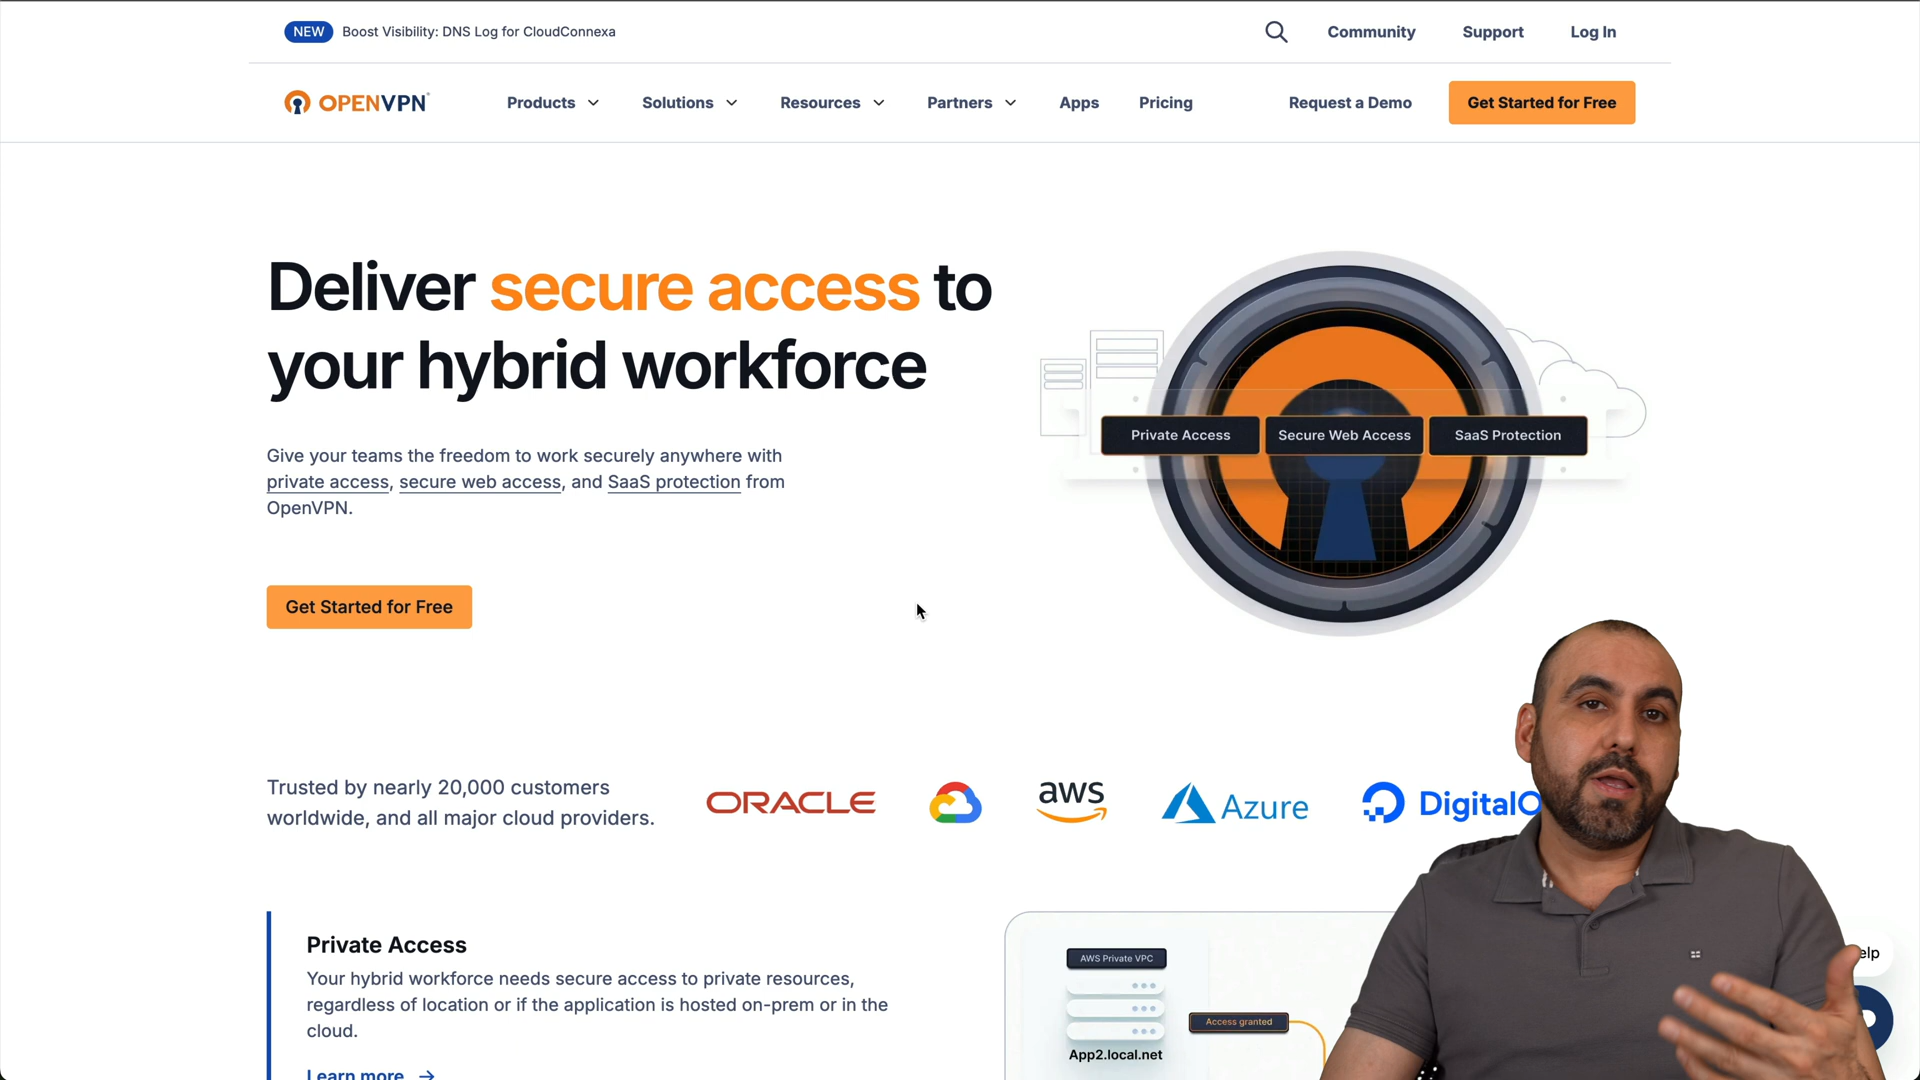 NEW Boost Visibility: DNS Log for CloudConnexa Community Support Log In
OPENVPN Products Solutions Resources Partners Apps Pricing Request a Demo Get Started for Free
Deliver secure access to
your hybrid workforce
Private Access Secure Web Access SaaS Protection
Give your teams the freedom to work securely anywhere with
private access, secure web access, and SaaS protection from
OpenVPN.
Get Started for Free
Trusted by nearly 20,000 customers
worldwide, and all major cloud providers.
ORACLE aws Azure DigitalO
Private Access
Your hybrid workforce needs secure access to private resources,
regardless of location or if the application is hosted on-prem or in the
cloud.
Learn more
AWS Private VPC
Access granted
App2.local.net
elp